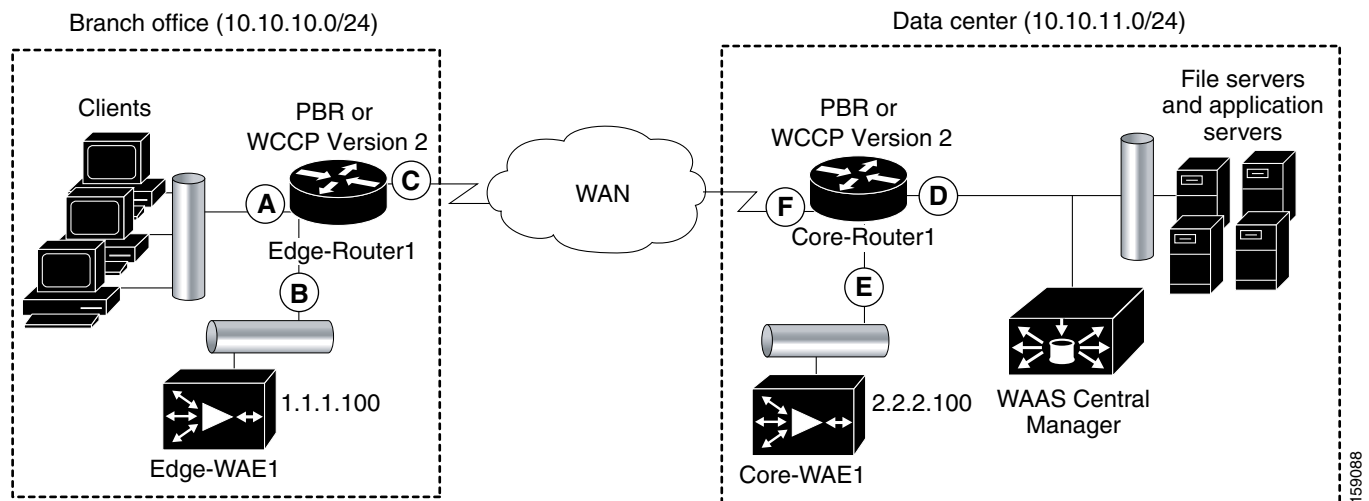 Branch office (10.10.10.0/24)
Data center (10.10.11.0/24)
Clients
PBR or
WCCP Version 2
A
C
Edge-Router1
B
1.1.1.100
Edge-WAE1
WAN
PBR or
WCCP Version 2
F
D
Core-Router1
E
2.2.2.100
Core-WAE1
File servers
and application
servers
WAAS Central
Manager
159088